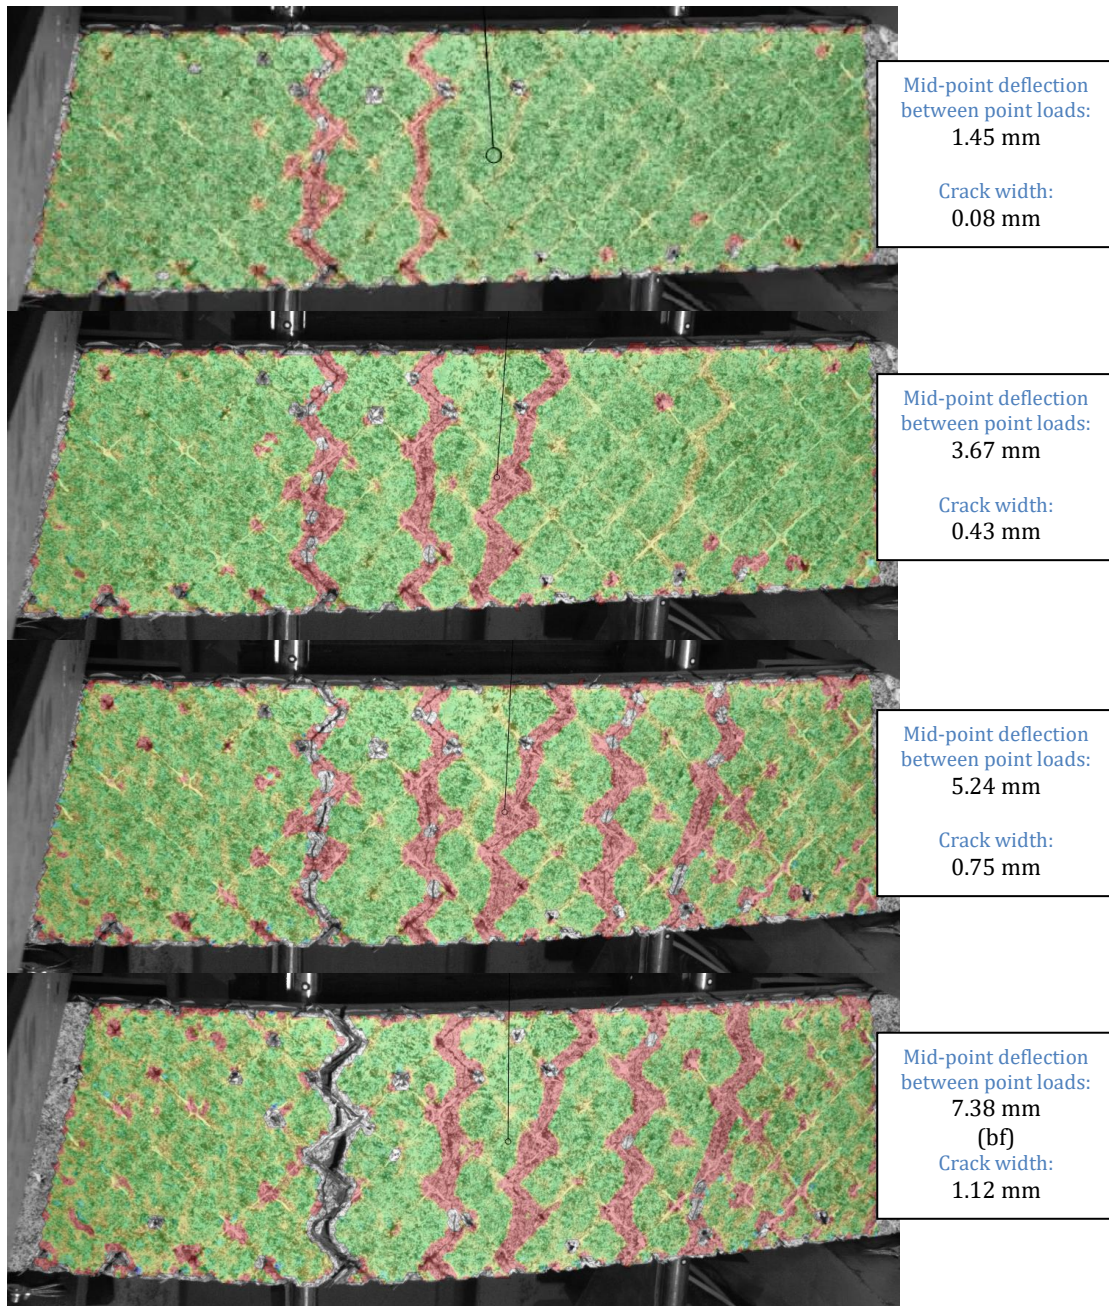 Mid-point deflection
between point loads:
1.45 mm
Crack width:
0.08 mm
Mid-point deflection
between point loads:
3.67 mm
Crack width:
0.43 mm
Mid-point deflection
between point loads:
5.24 mm
Crack width:
0.75 mm
Mid-point deflection
between point loads:
7.38 mm
(bf)
Crack width:
1.12 mm